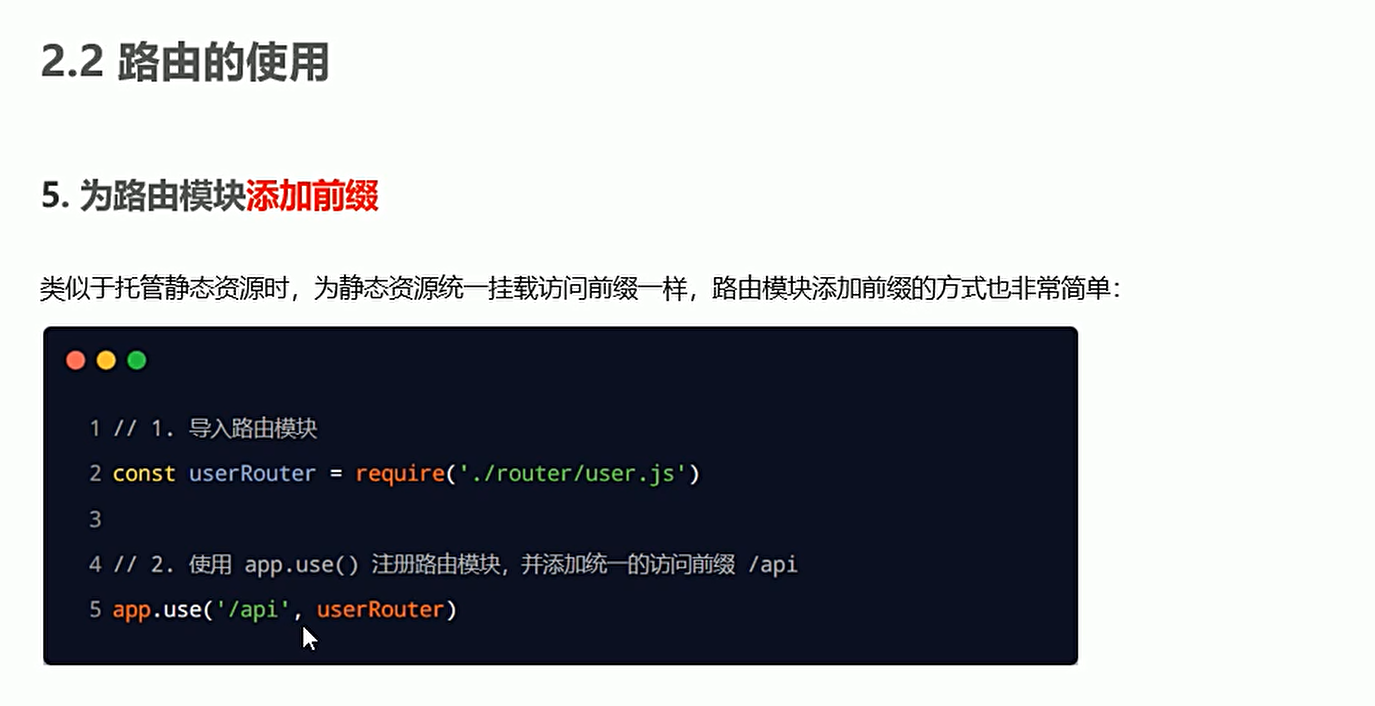 2.2 路由的使用
5. 为路由模块添加前缀
类似于托管静态资源时，为静态资源统一挂载访问前缀一样，路由模块添加前缀的方式也非常简单：
1 // 1. 导入路由模块
2 const userRouter = require('./router/user.js')
3
4 // 2. 使用 app.use() 注册路由模块，并添加统一的访问前缀 /api
5 app.use('/api', userRouter)